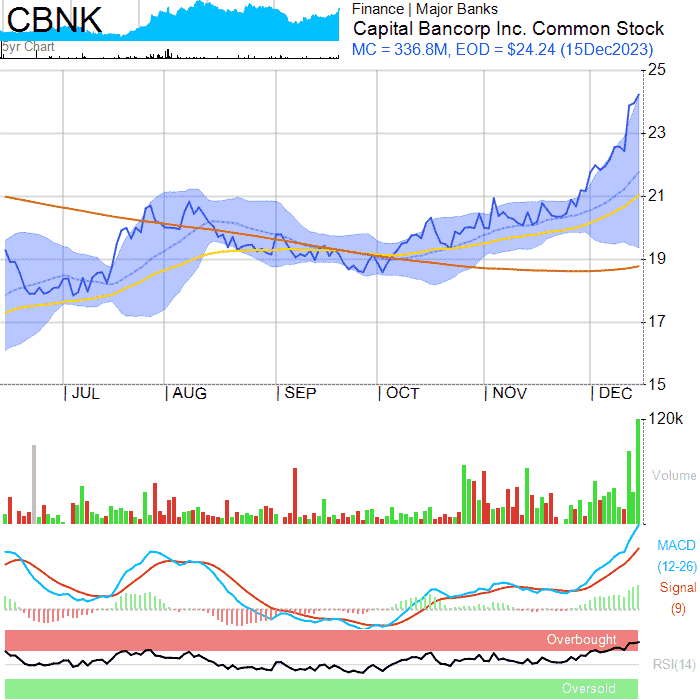 CBNK
5yr Chart
Finance | Major Banks
Capital Bancorp Inc. Common Stock
MC = 336.8M, EOD = $24.24 (15Dec2023)
25
23
21
19
17
15
JUL AUG SEP OCT NOV DEC
120k
Volume
MACD
(12-26)
Signal
(9)
Overbought
RSI(14)
Oversold